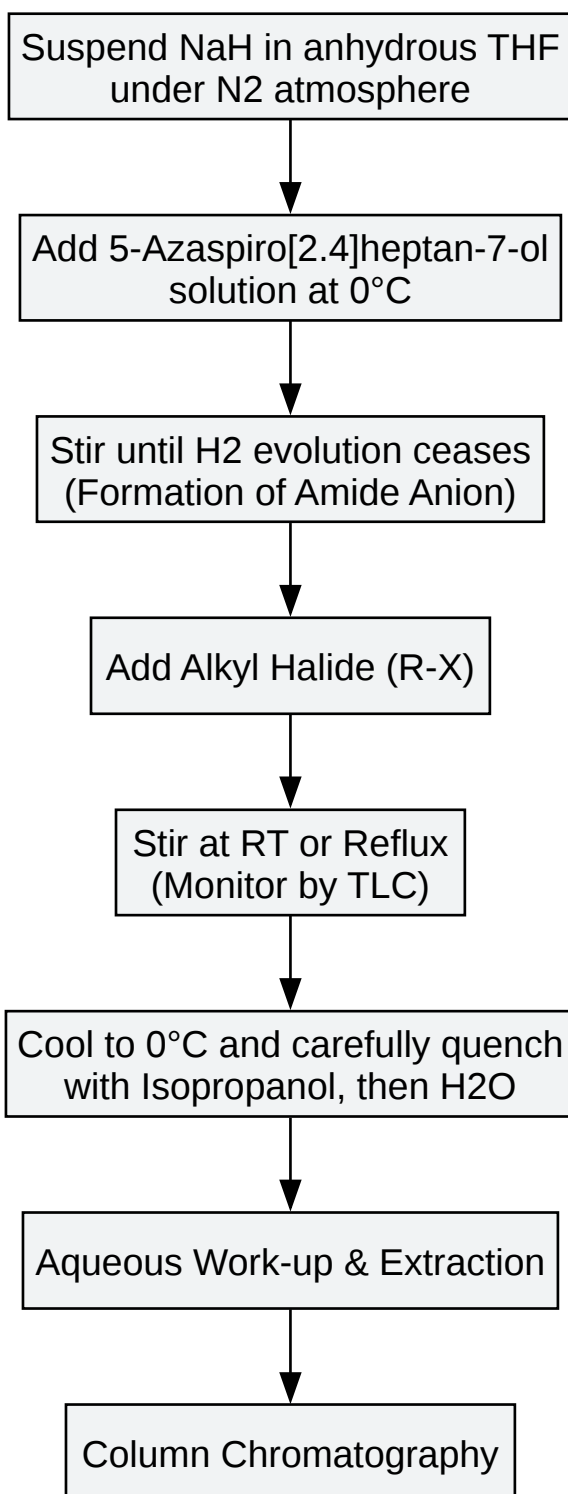 Suspend NaH in anhydrous THF
under N2 atmosphere
Add 5-Azaspiro[2.4]heptan-7-ol
solution at 0°C
Stir until H2 evolution ceases
(Formation of Amide Anion)
Add Alkyl Halide (R-X)
Stir at RT or Reflux
(Monitor by TLC)
Cool to 0°C and carefully quench
with Isopropanol, then H2O
Aqueous Work-up & Extraction
Column Chromatography